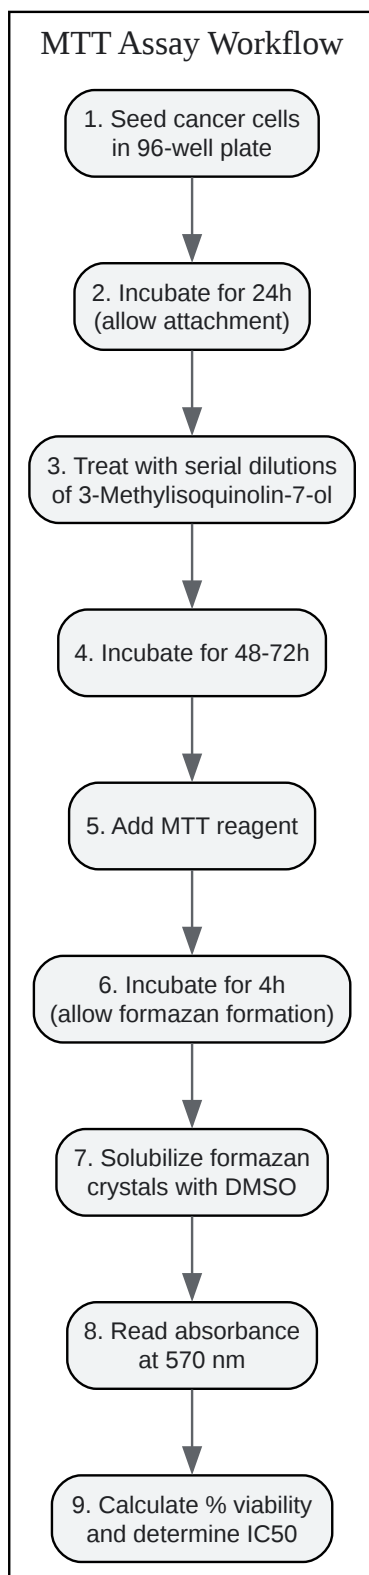 MTT Assay Workflow
1. Seed cancer cells
in 96-well plate
2. Incubate for 24h
(allow attachment)
3. Treat with serial dilutions
of 3-Methylisoquinolin-7-ol
4. Incubate for 48-72h
5. Add MTT reagent
6. Incubate for 4h
(allow formazan formation)
7. Solubilize formazan
crystals with DMSO
8. Read absorbance
at 570 nm
9. Calculate % viability
and determine IC50